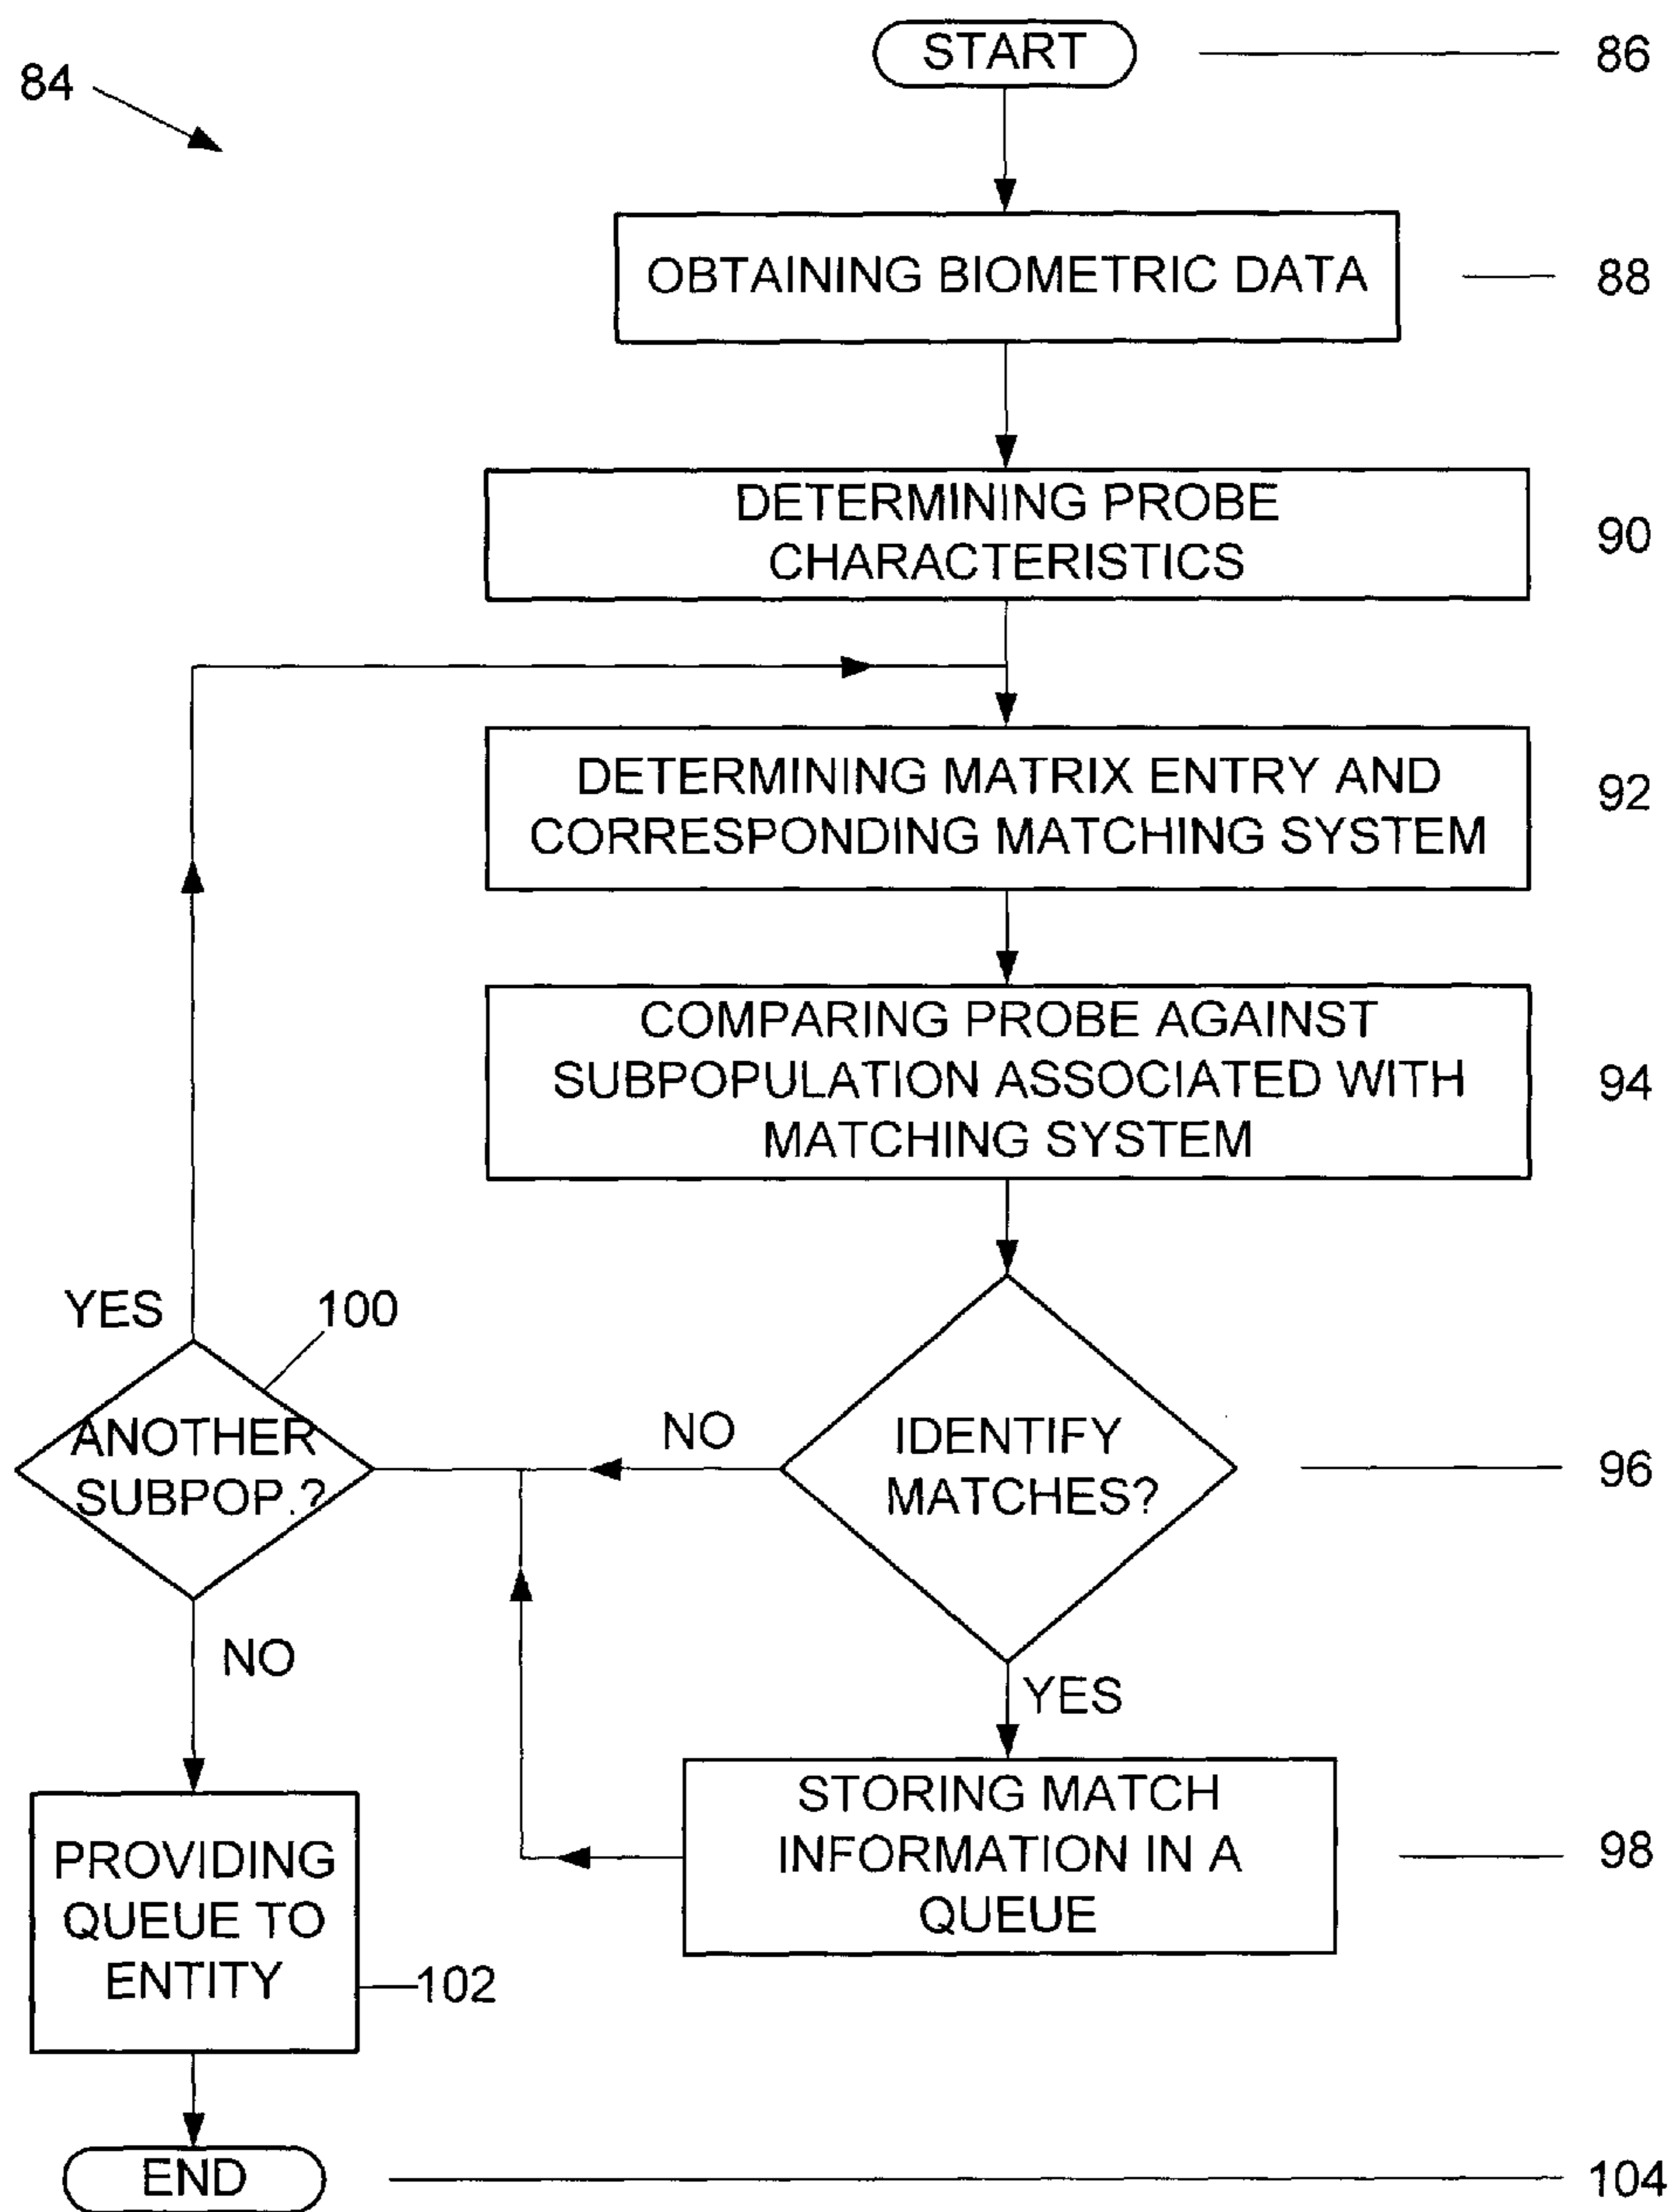 START
86
84
OBTAINING BIOMETRIC DATA
88
DETERMINING PROBE
CHARACTERISTICS
90
DETERMINING MATRIX ENTRY AND
CORRESPONDING MATCHING SYSTEM
92
COMPARING PROBE AGAINST
SUBPOPULATION ASSOCIATED WITH
MATCHING SYSTEM
94
YES
100
ANOTHER
SUBPOP.?
NO
IDENTIFY
MATCHES?
96
NO
YES
STORING MATCH
INFORMATION IN A
QUEUE
98
PROVIDING
QUEUE TO
ENTITY
102
END
104